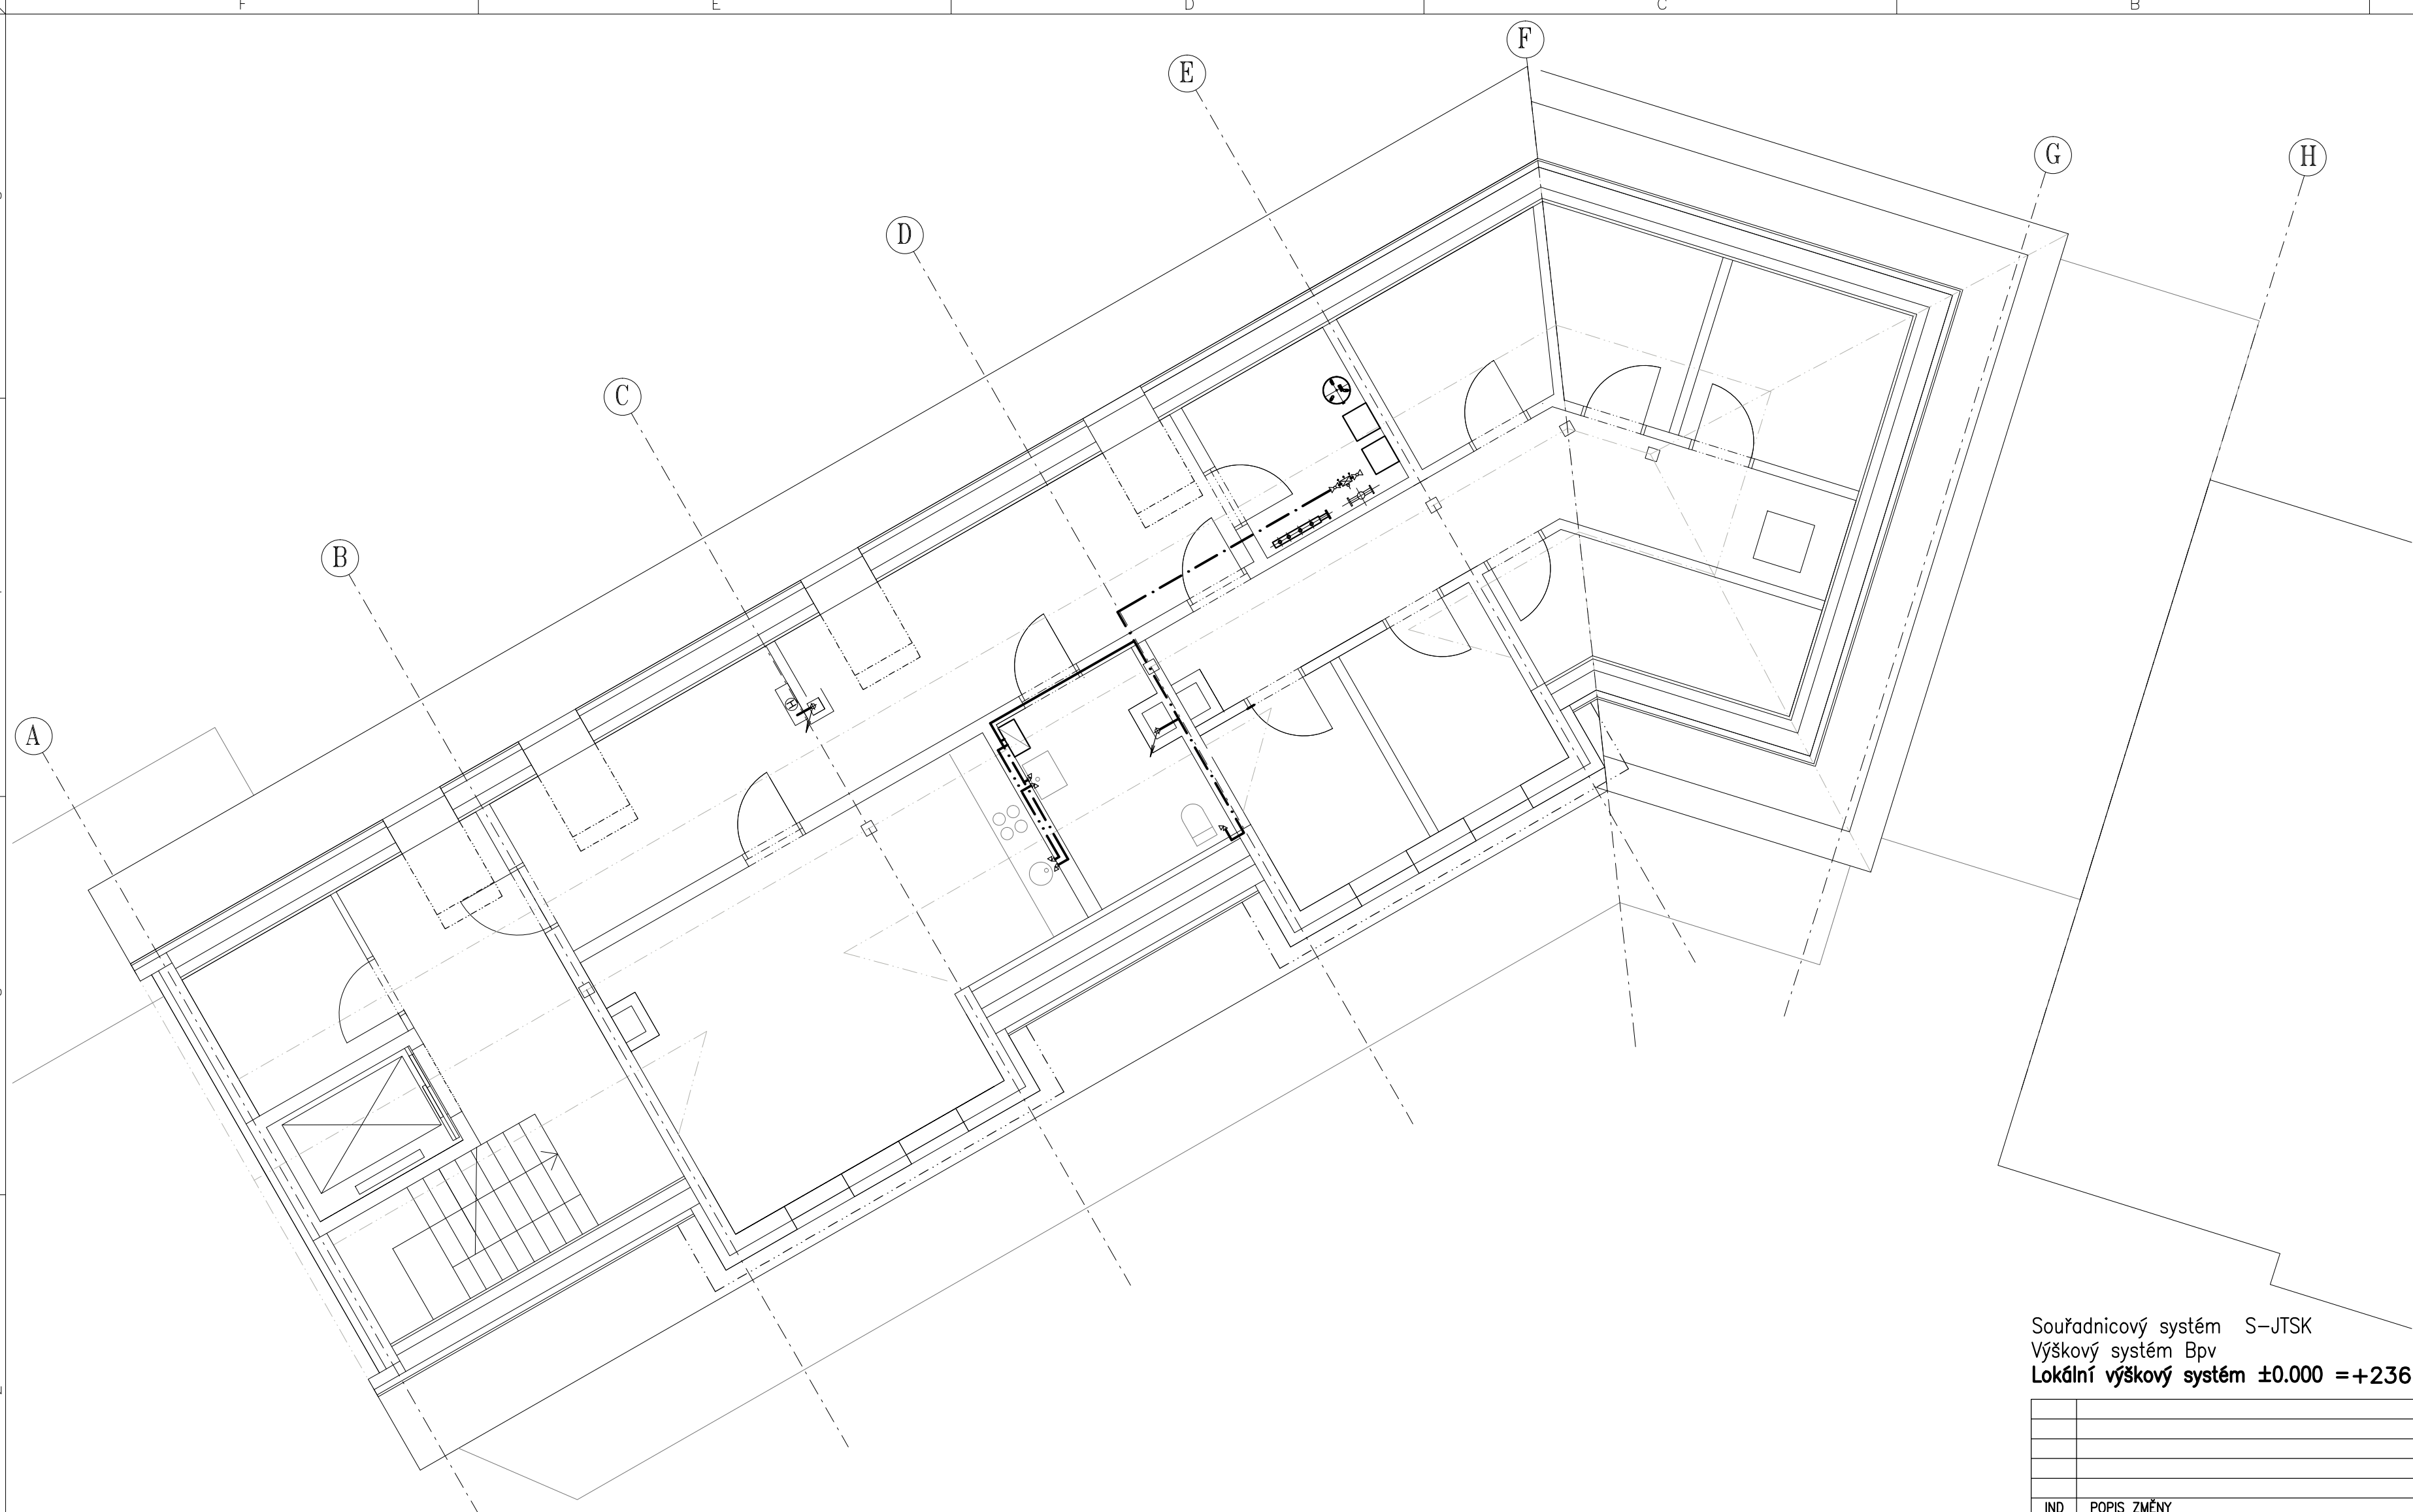 F E D C B
F
E
G
H
D
C
B
A
H
Souřadnicový systém S-JTSK
Výškový systém Bpv
Lokální výškový systém ±0.000 =+236
IND POPIS ZMĚNY